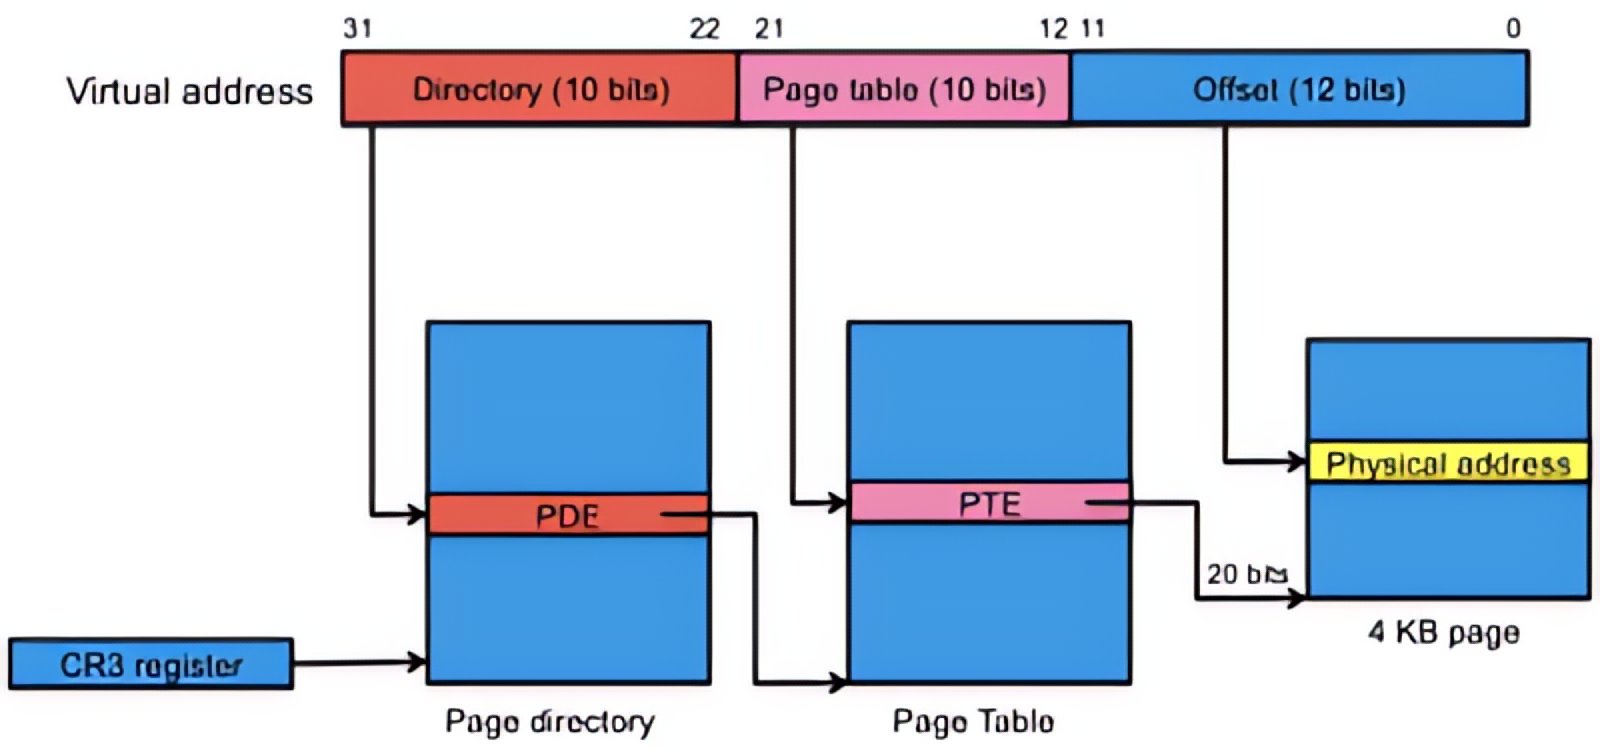 31 22 21 12 11 0
Virtual address Directory (10 bits) Page table (10 bits) Offset (12 bits)
PDE PTE Physical address
20 bits
4 KB page
CR3 register
Page directory Page Table